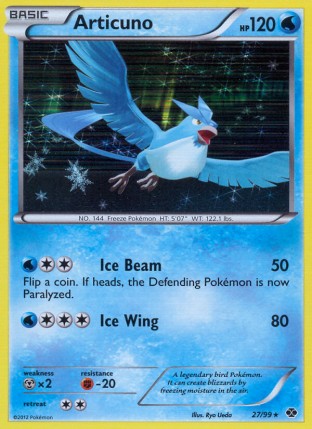 BASIC
Articuno HP120
NO. 144 Freeze Pokémon HT: 5'07" WT: 122.1 lbs.
Ice Beam 50
Flip a coin. If heads, the Defending Pokémon is now
Paralyzed.
Ice Wing 80
weakness resistance
×2 -20
retreat
A legendary bird Pokémon.
It can create blizzards by
freezing moisture in the air.
©2012 Pokémon Illus. Ryo Ueda 27/99 ★